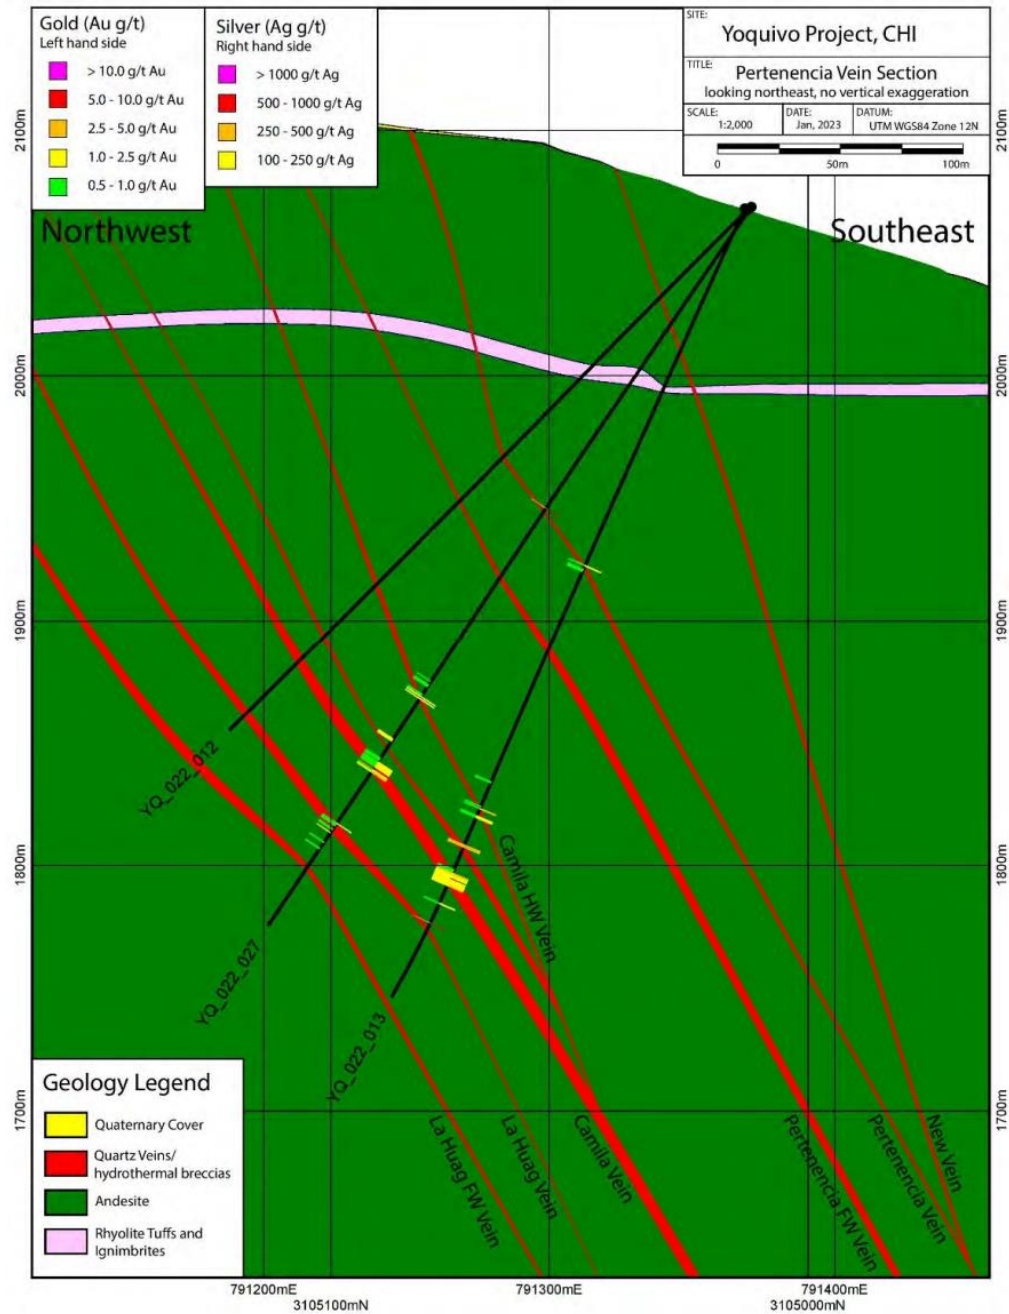 Gold (Au g/t)
Left hand side
> 10.0 g/t Au
5.0 - 10.0 g/t Au
2.5 - 5.0 g/t Au
1.0 - 2.5 g/t Au
0.5 - 1.0 g/t Au
Silver (Ag g/t)
Right hand side
> 1000 g/t Ag
500 - 1000 g/t Ag
250 - 500 g/t Ag
100 - 250 g/t Ag
SITE:
Yoquivo Project, CHI
TITLE:
Pertenencia Vein Section
looking northeast, no vertical exaggeration
SCALE:
1:2,000
DATE:
Jan, 2023
DATUM:
UTM WGS84 Zone 12N
0 50m 100m
2100m
2100m
Northwest
Southeast
2000m
2000m
1900m
1900m
1800m
1800m
1700m
1700m
YQ_022_012
YQ_022_027
YQ_022_013
Camila HW Vein
La Huag FW Vein
La Huag Vein
Camila Vein
Pertenencia FW Vein
Pertenencia Vein
New Vein
Geology Legend
Quaternary Cover
Quartz Veins/
hydrothermal breccias
Andesite
Rhyolite Tuffs and
Ignimbrites
791200mE 791300mE 791400mE
3105100mN 3105000mN